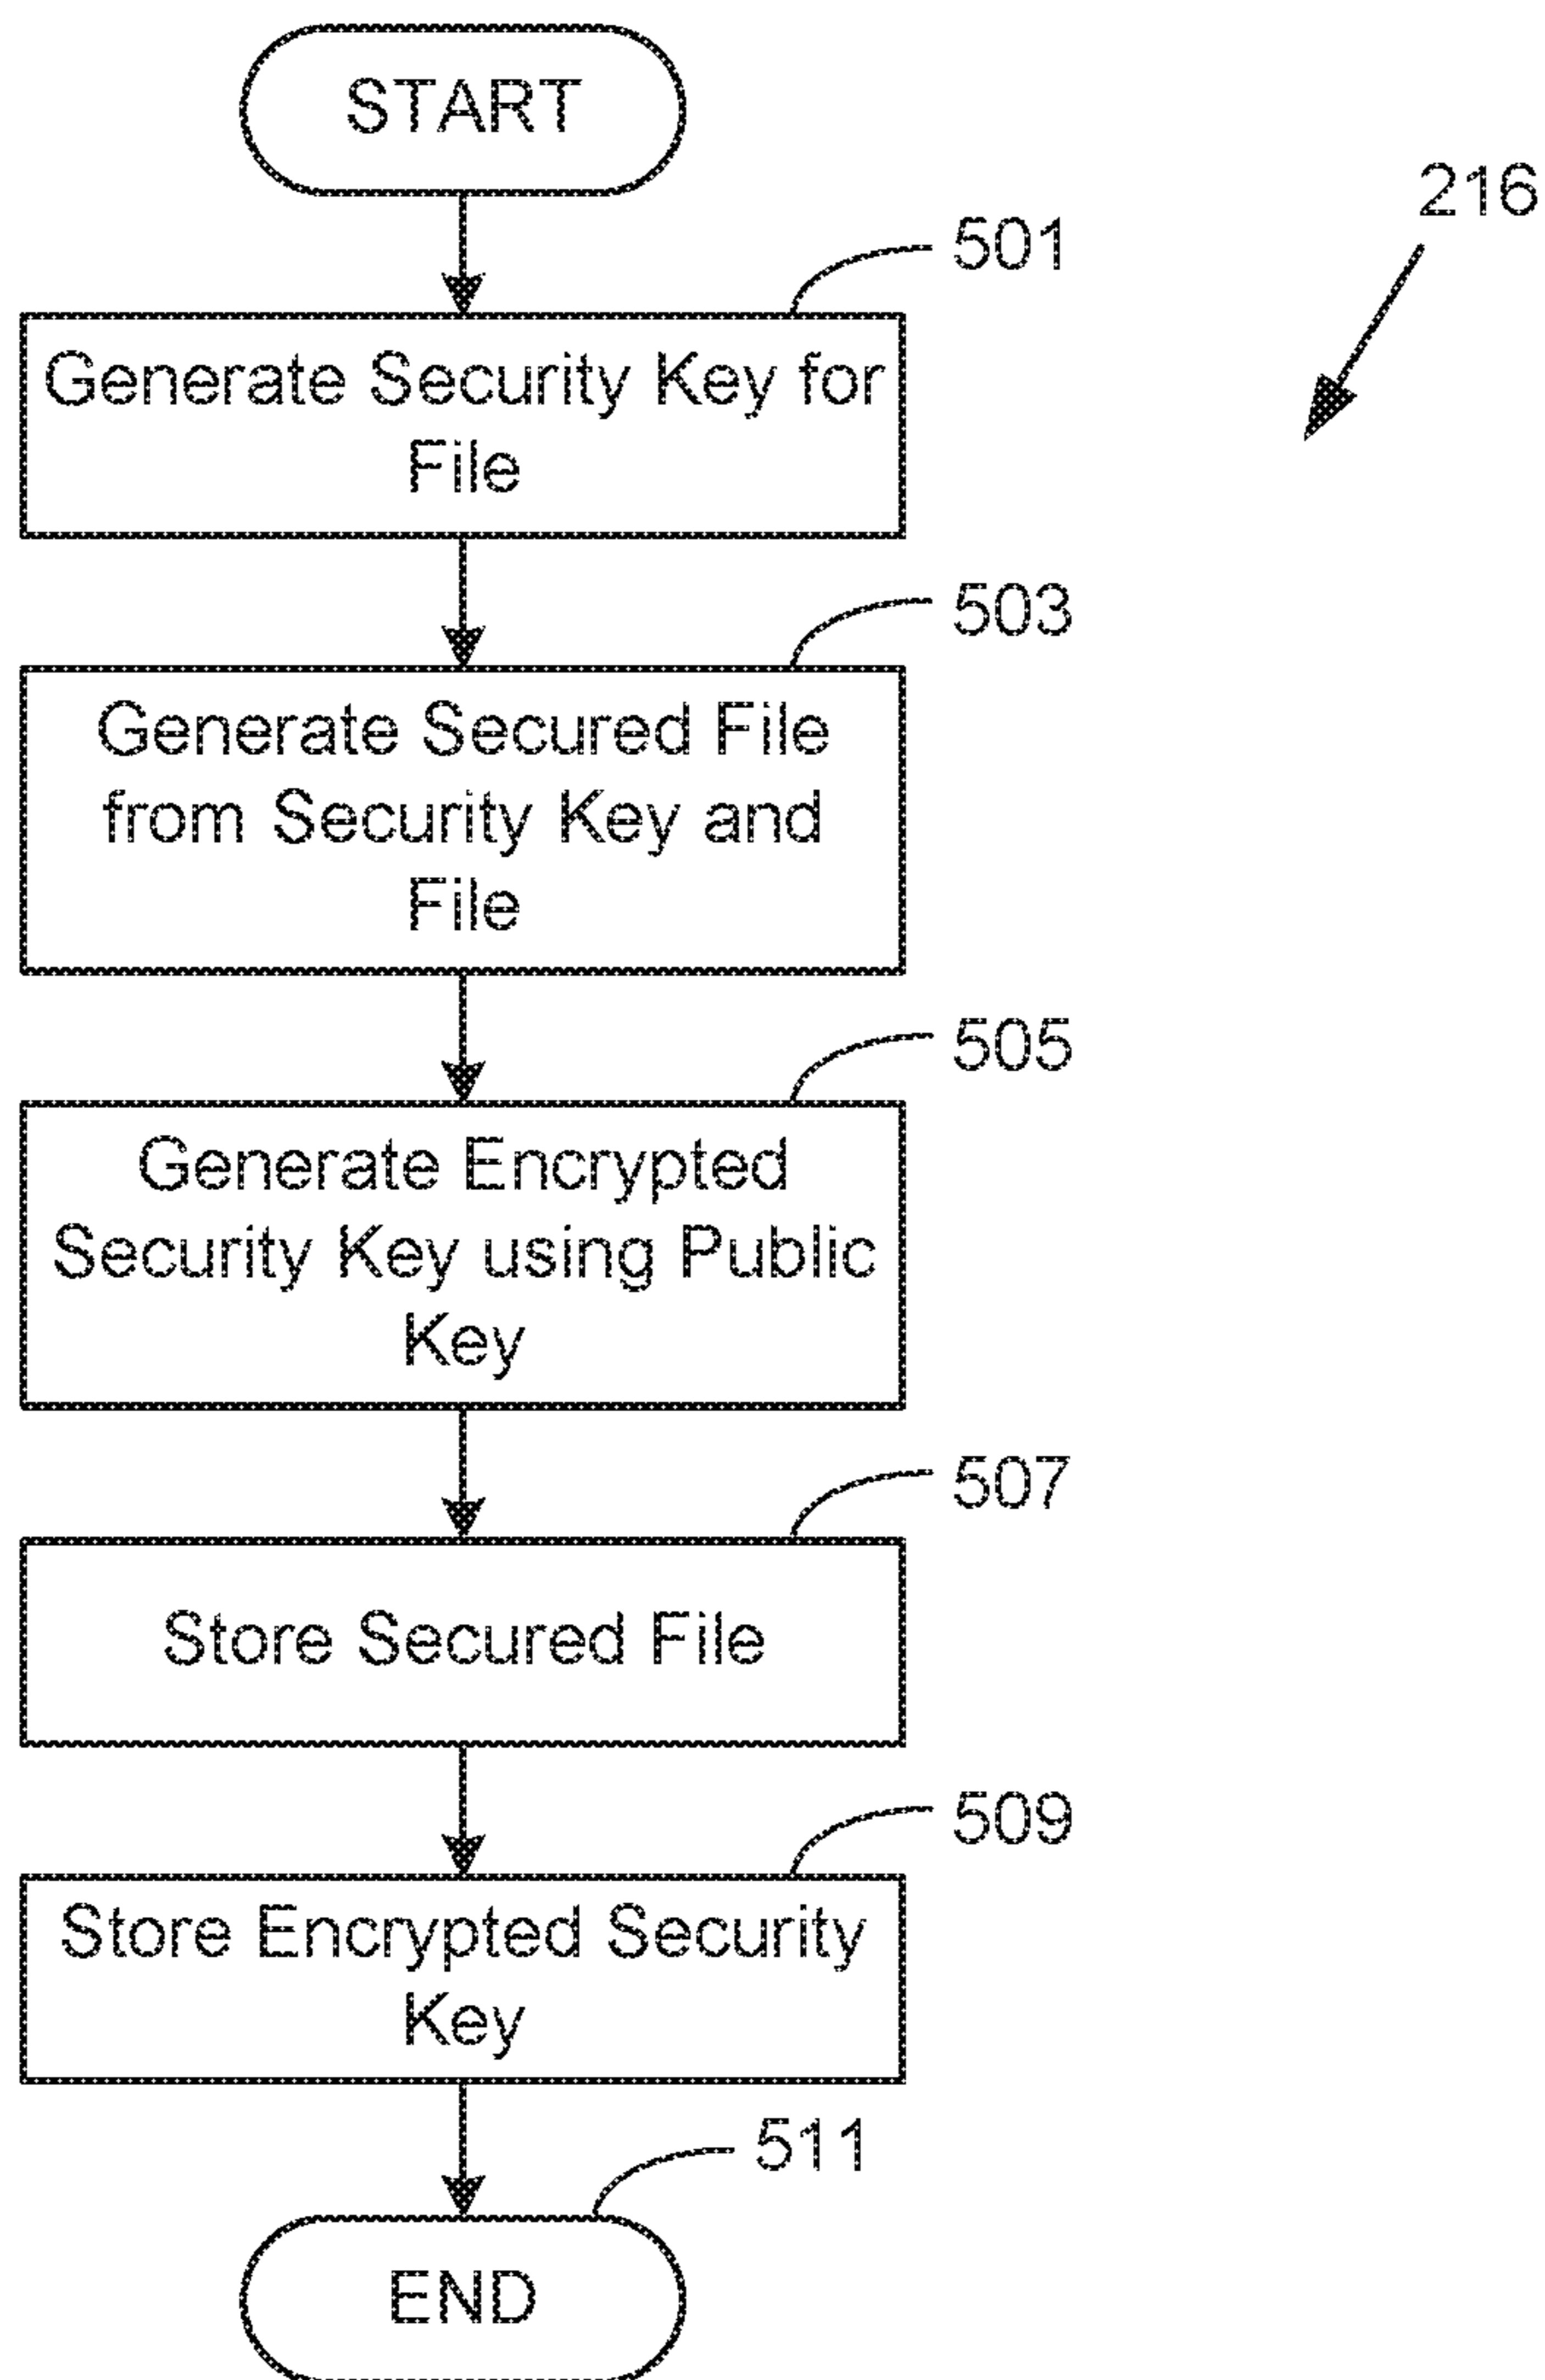 START
216
501
Generate Security Key for
File
503
Generate Secured File
from Security Key and
File
505
Generate Encrypted
Security Key using Public
Key
507
Store Secured File
509
Store Encrypted Security
Key
511
END